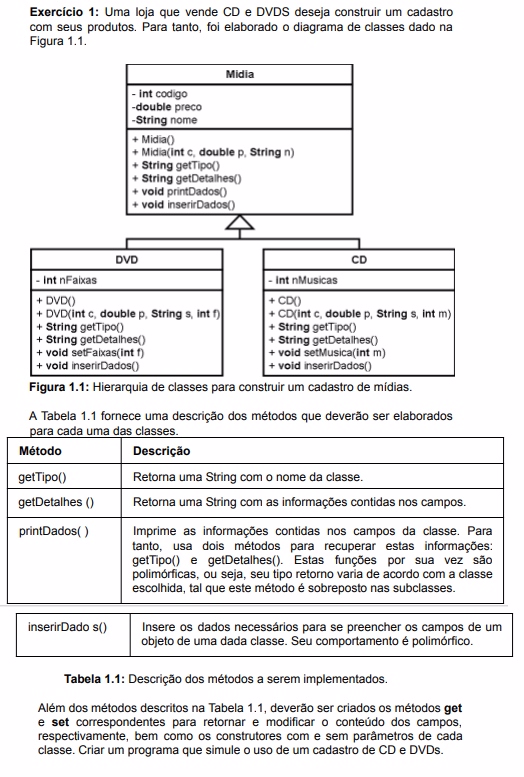 Exercício 1: Uma loja que vende CD e DVDS deseja construir um cadastro
com seus produtos. Para tanto, foi elaborado o diagrama de classes dado na
Figura 1.1.
Midia
- int codigo
-double preco
-String nome
+ Midia()
+ Midia(int c, double p, String n)
+ String getTipo()
+ String getDetalhes()
+ void printDados()
+ void inserirDados()
DVD
- int nFaixas
+ DVD()
+ DVD(int c, double p, String s, int f)
+ String getTipo()
+ String getDetalhes()
+ void setFaixas(int f)
+ void inserirDados()
CD
- int nMusicas
+ CD()
+ CD(int c, double p, String s, int m)
+ String getTipo()
+ String getDetalhes()
+ void setMusica(int m)
+ void inserirDados()
Figura 1.1: Hierarquia de classes para construir um cadastro de mídias.
A Tabela 1.1 fornece uma descrição dos métodos que deverão ser elaborados
para cada uma das classes.
Método Descrição
getTipo() Retorna uma String com o nome da classe.
getDetalhes () Retorna uma String com as informações contidas nos campos.
printDados( ) Imprime as informações contidas nos campos da classe. Para
tanto, usa dois métodos para recuperar estas informações:
getTipo() e getDetalhes(). Estas funções por sua vez são
polimórficas, ou seja, seu tipo retorno varia de acordo com a classe
escolhida, tal que este método é sobreposto nas subclasses.
inserirDado s() Insere os dados necessários para se preencher os campos de um
objeto de uma dada classe. Seu comportamento é polimórfico.
Tabela 1.1: Descrição dos métodos a serem implementados.
Além dos métodos descritos na Tabela 1.1, deverão ser criados os métodos get
e set correspondentes para retornar e modificar o conteúdo dos campos,
respectivamente, bem como os construtores com e sem parâmetros de cada
classe. Criar um programa que simule o uso de um cadastro de CD e DVDs.